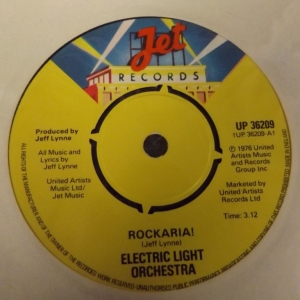 Jet
RECORDS
UP 36209
(UP 36209-A)
Produced by
Jeff Lynne
All Music and
Lyrics by
Jeff Lynne
United Artists
Music Ltd/
Jet Music
℗ 1976 United
Artists Music
and Records
Group Inc
Marketed by
United Artists
Records Ltd
Time: 3.12
ROCKARIA!
(Jeff Lynne)
ELECTRIC LIGHT
ORCHESTRA